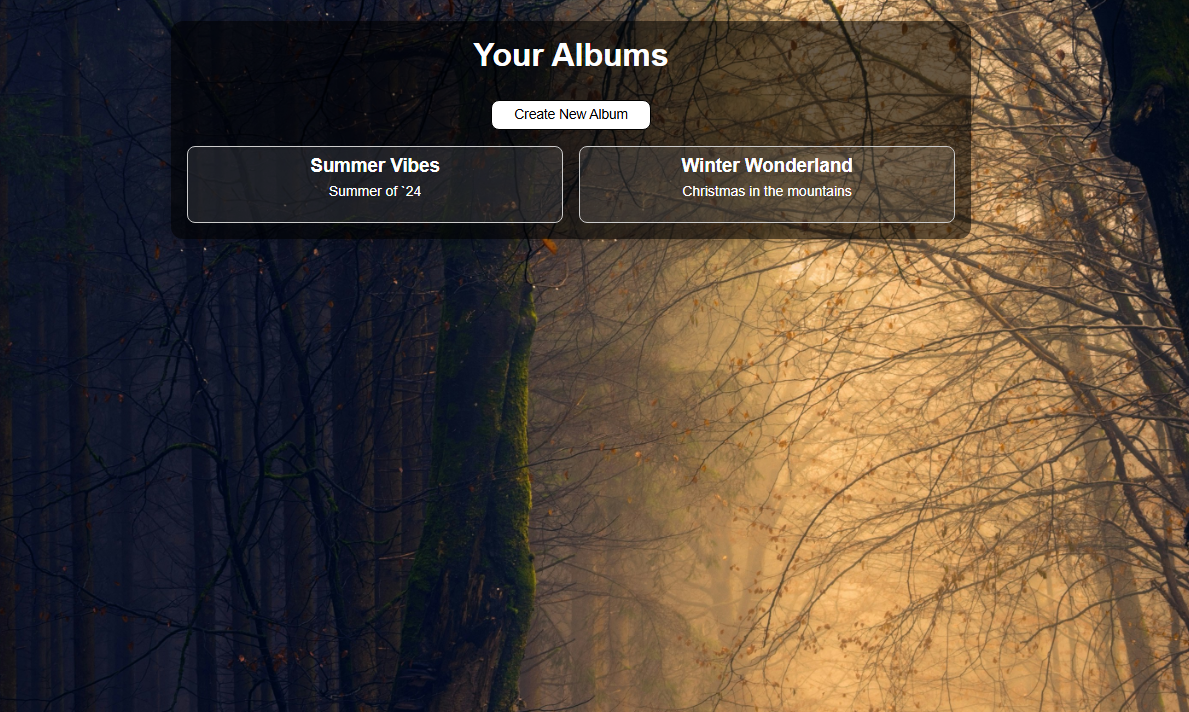 Your Albums
Create New Album
Summer Vibes
Summer of `24
Winter Wonderland
Christmas in the mountains